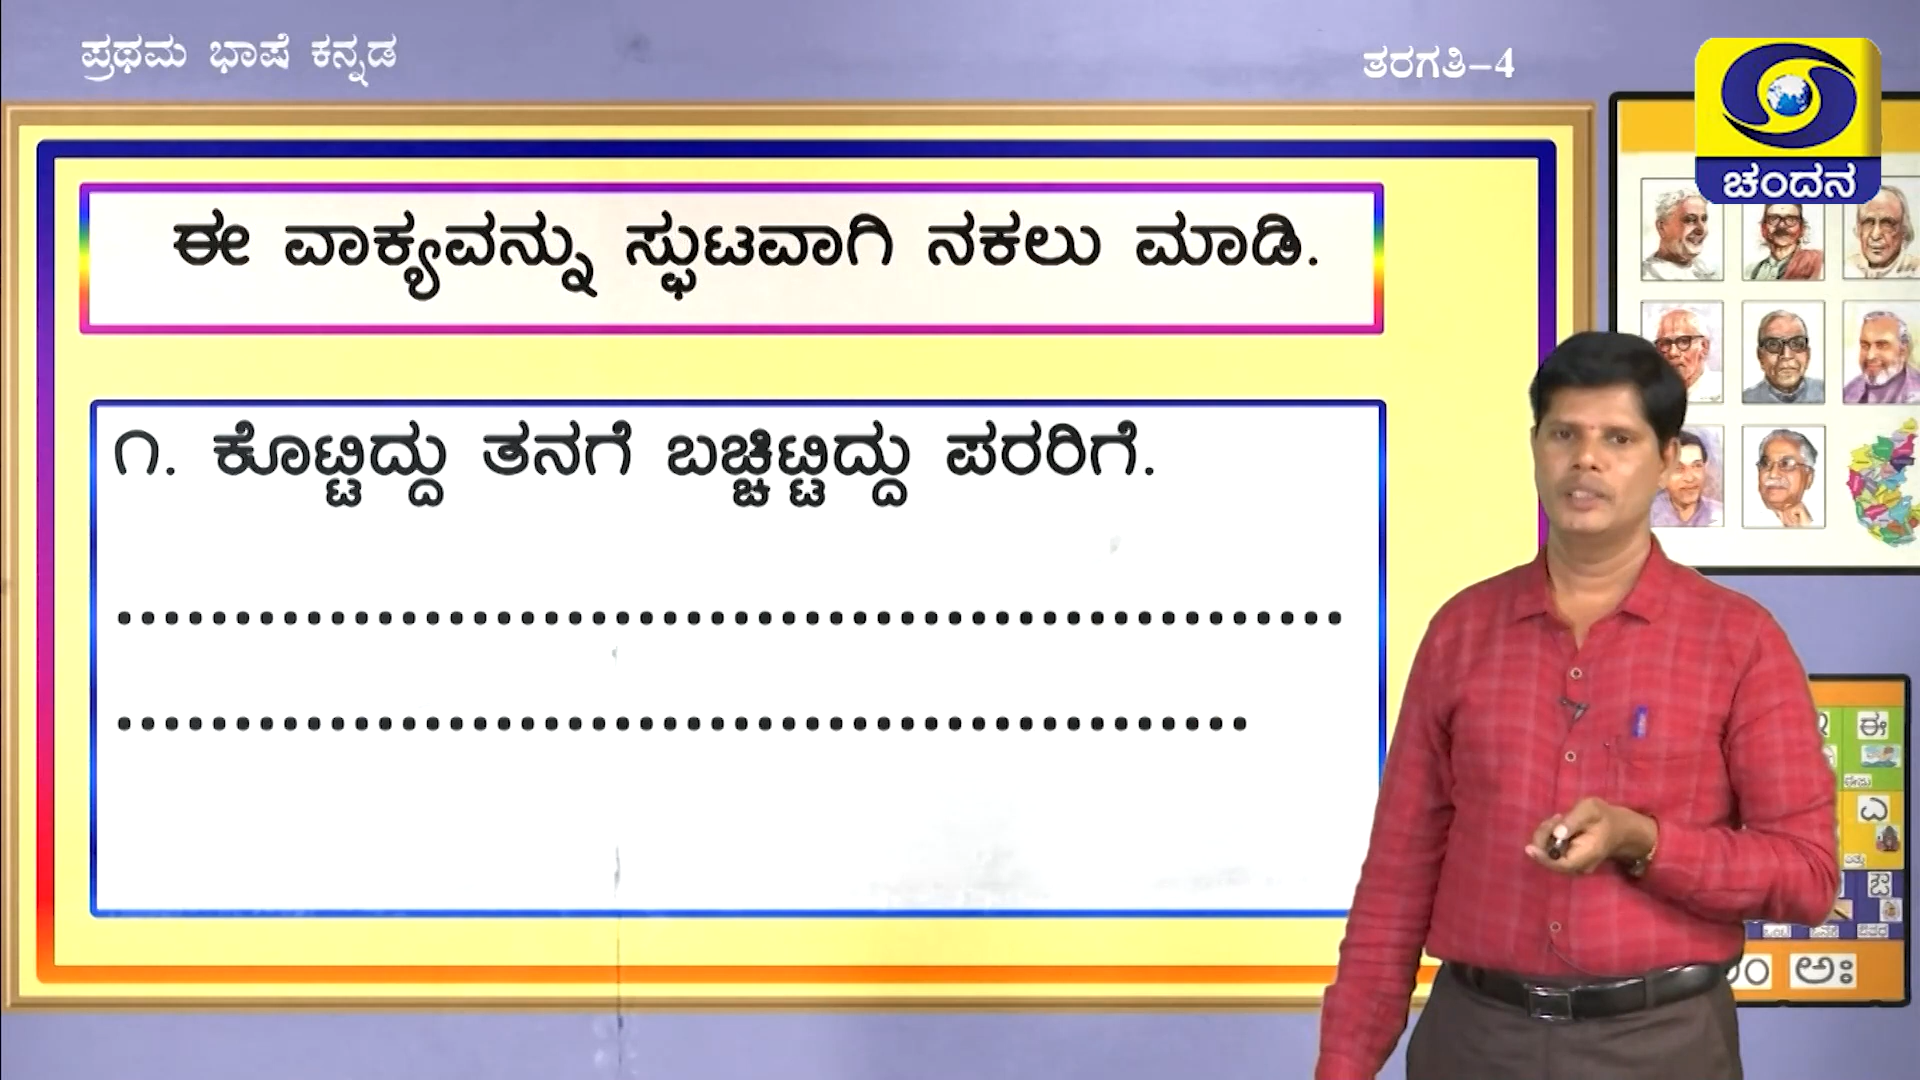 ಪ್ರಥಮ ಭಾಷೆ ಕನ್ನಡ
ತರಗತಿ–4
ಚಂದನ
ಈ ವಾಕ್ಯವನ್ನು ಸ್ಫುಟವಾಗಿ ನಕಲು ಮಾಡಿ.
೧. ಕೊಟ್ಟಿದ್ದು ತನಗೆ ಬಚ್ಚಿಟ್ಟಿದ್ದು ಪರರಿಗೆ.
ಈ
ಎ
ಔ
ಅಃ